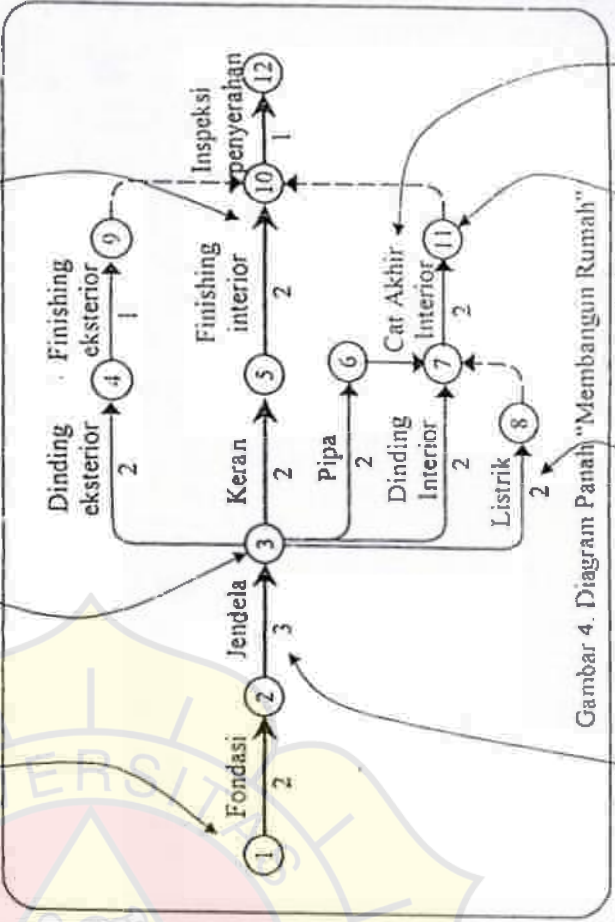 Dinding
eksterior
2
Finishing
eksterior
1
4
9
Fondasi
2
Jendela
3
Keran
2
Finishing
interior
2
Inspeksi
penyerahan
1
1
2
3
5
10
12
Pipa
2
6
Dinding
Interior
2
Cat Akhir
Interior
2
7
11
Listrik
2
8
Gambar 4. Diagram Panah "Membangun Rumah"
ERSITAS